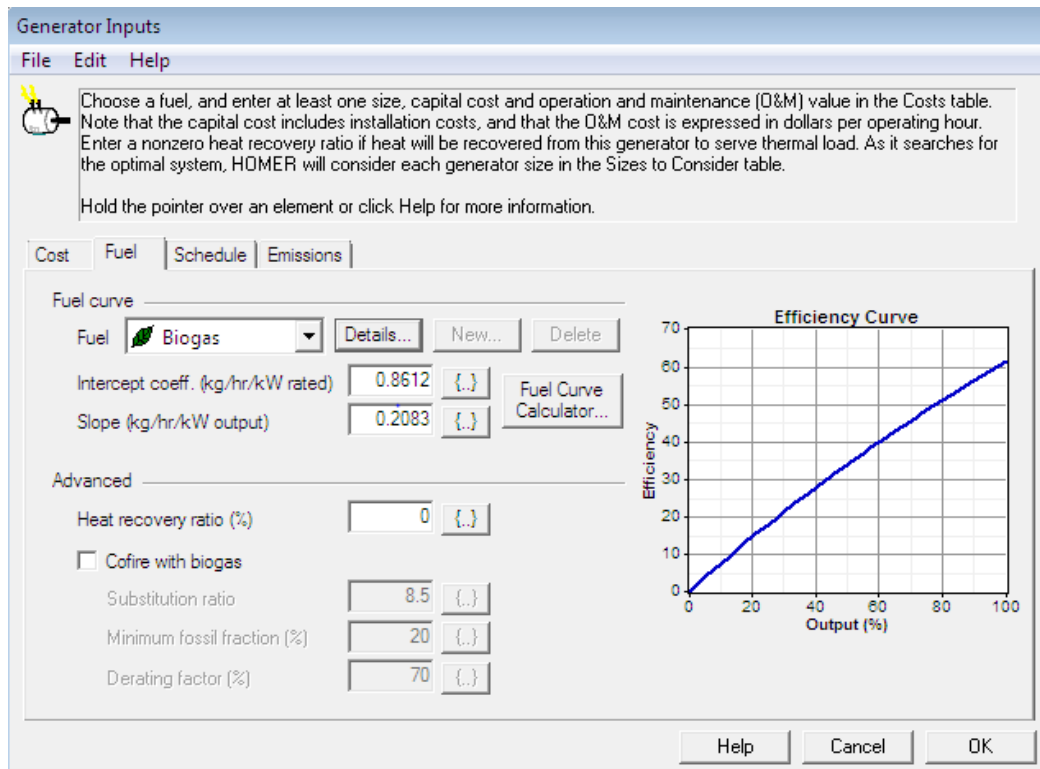 Generator Inputs
File Edit Help
Choose a fuel, and enter at least one size, capital cost and operation and maintenance (O&M) value in the Costs table.
Note that the capital cost includes installation costs, and that the O&M cost is expressed in dollars per operating hour.
Enter a nonzero heat recovery ratio if heat will be recovered from this generator to serve thermal load. As it searches for
the optimal system, HOMER will consider each generator size in the Sizes to Consider table.
Hold the pointer over an element or click Help for more information.
Cost Fuel Schedule Emissions
Fuel curve
Fuel Biogas Details... New... Delete
Intercept coeff. (kg/hr/kW rated) 0.8612 {..}
Slope (kg/hr/kW output) 0.2083 {..}
Fuel Curve
Calculator...
Advanced
Heat recovery ratio (%) 0 {..}
Cofire with biogas
Substitution ratio 8.5 {..}
Minimum fossil fraction (%) 20 {..}
Derating factor (%) 70 {..}
Efficiency Curve
Efficiency
70
60
50
40
30
20
10
0
0 20 40 60 80 100
Output (%)
Help Cancel OK